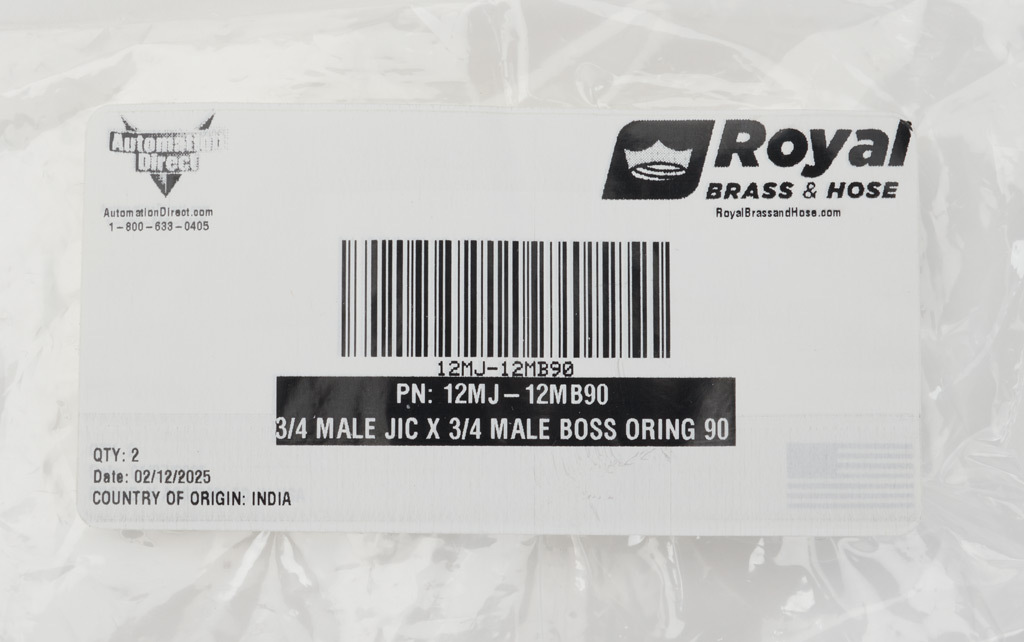 Automation
Direct
AutomationDirect.com
1-800-633-0405
Royal
BRASS & HOSE
RoyalBrassandHose.com
12MJ-12MB90
PN: 12MJ-12MB90
3/4 MALE JIC X 3/4 MALE BOSS ORING 90
QTY: 2
Date: 02/12/2025
COUNTRY OF ORIGIN: INDIA